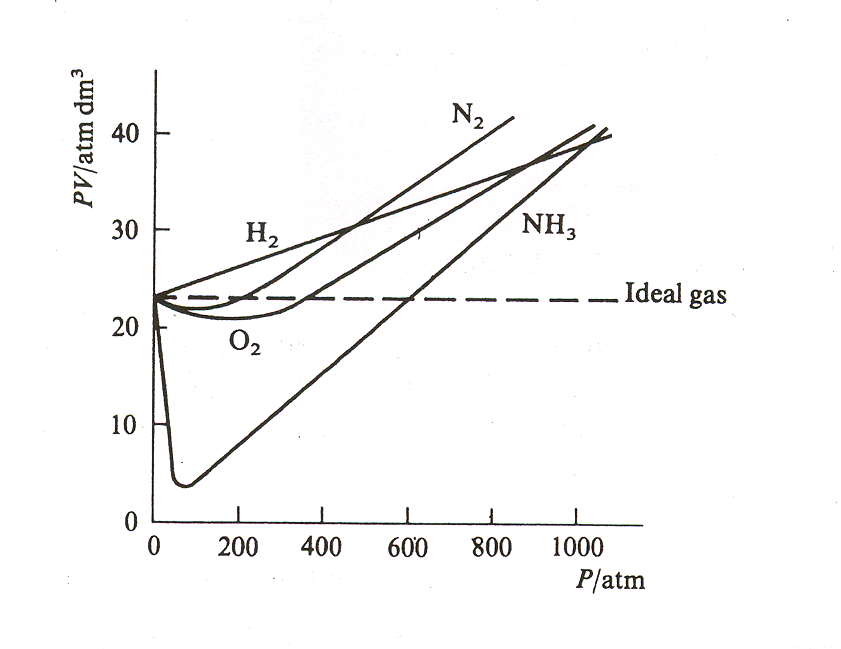 PV/atm dm³
40
30
20
10
0
N₂
H₂
NH₃
Ideal gas
O₂
0 200 400 600 800 1000
P/atm